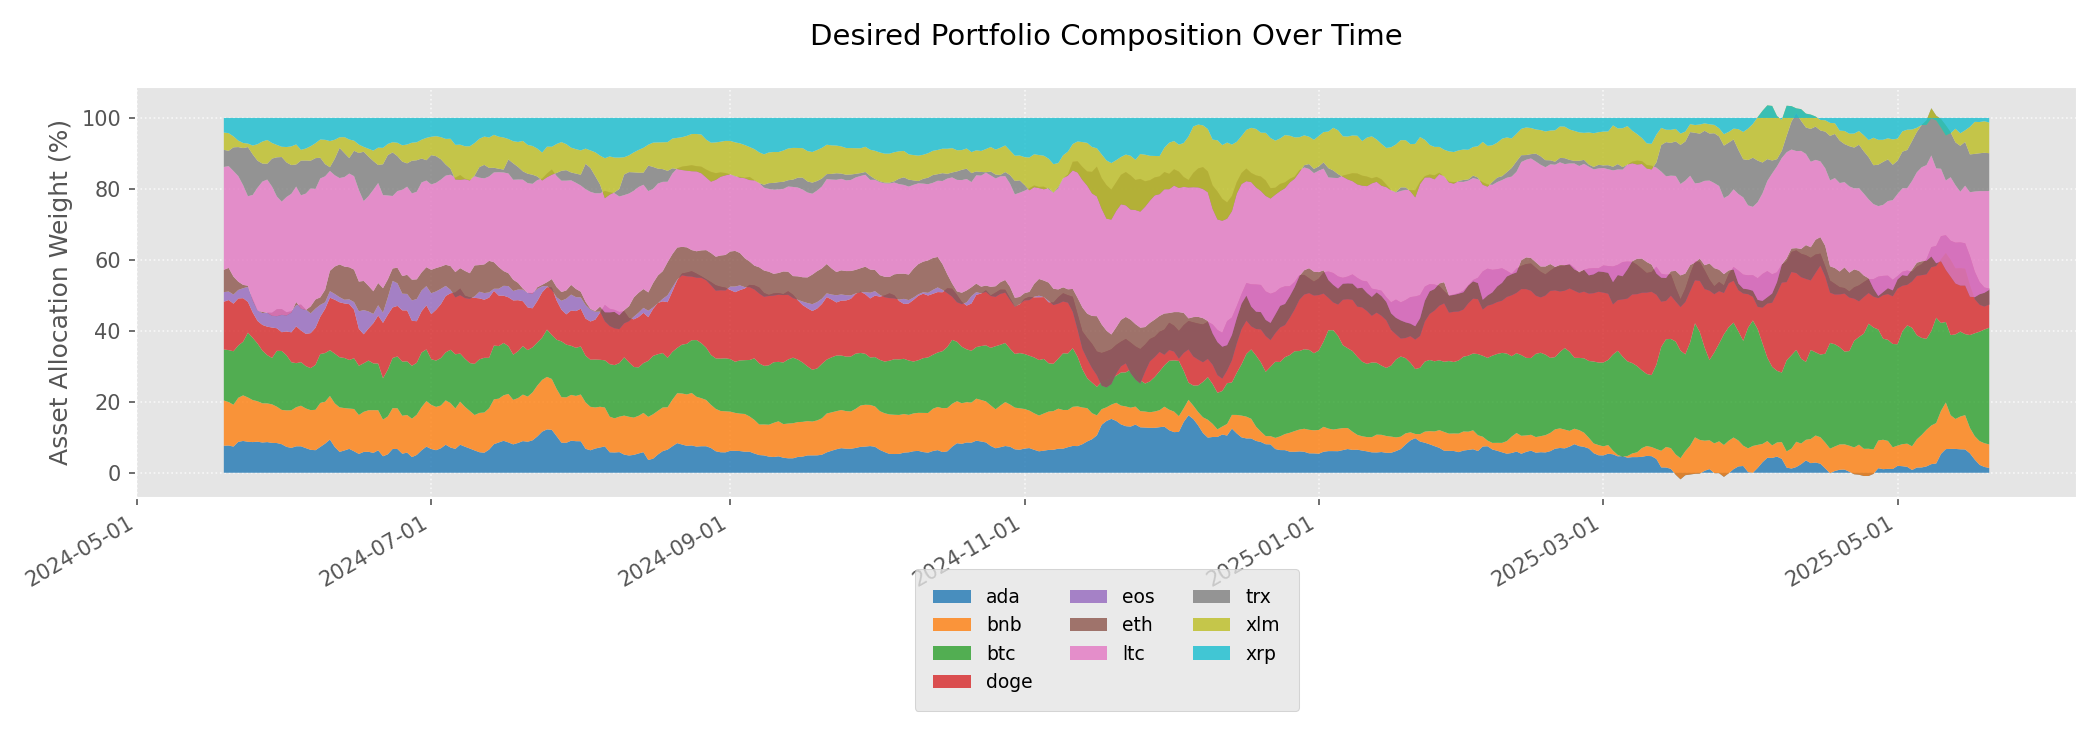 Desired Portfolio Composition Over Time
Asset Allocation Weight (%)
100
80
60
40
20
0
2024-05-01
2024-07-01
2024-09-01
2024-11-01
2025-01-01
2025-03-01
2025-05-01
ada
bnb
btc
doge
eos
eth
ltc
trx
xlm
xrp